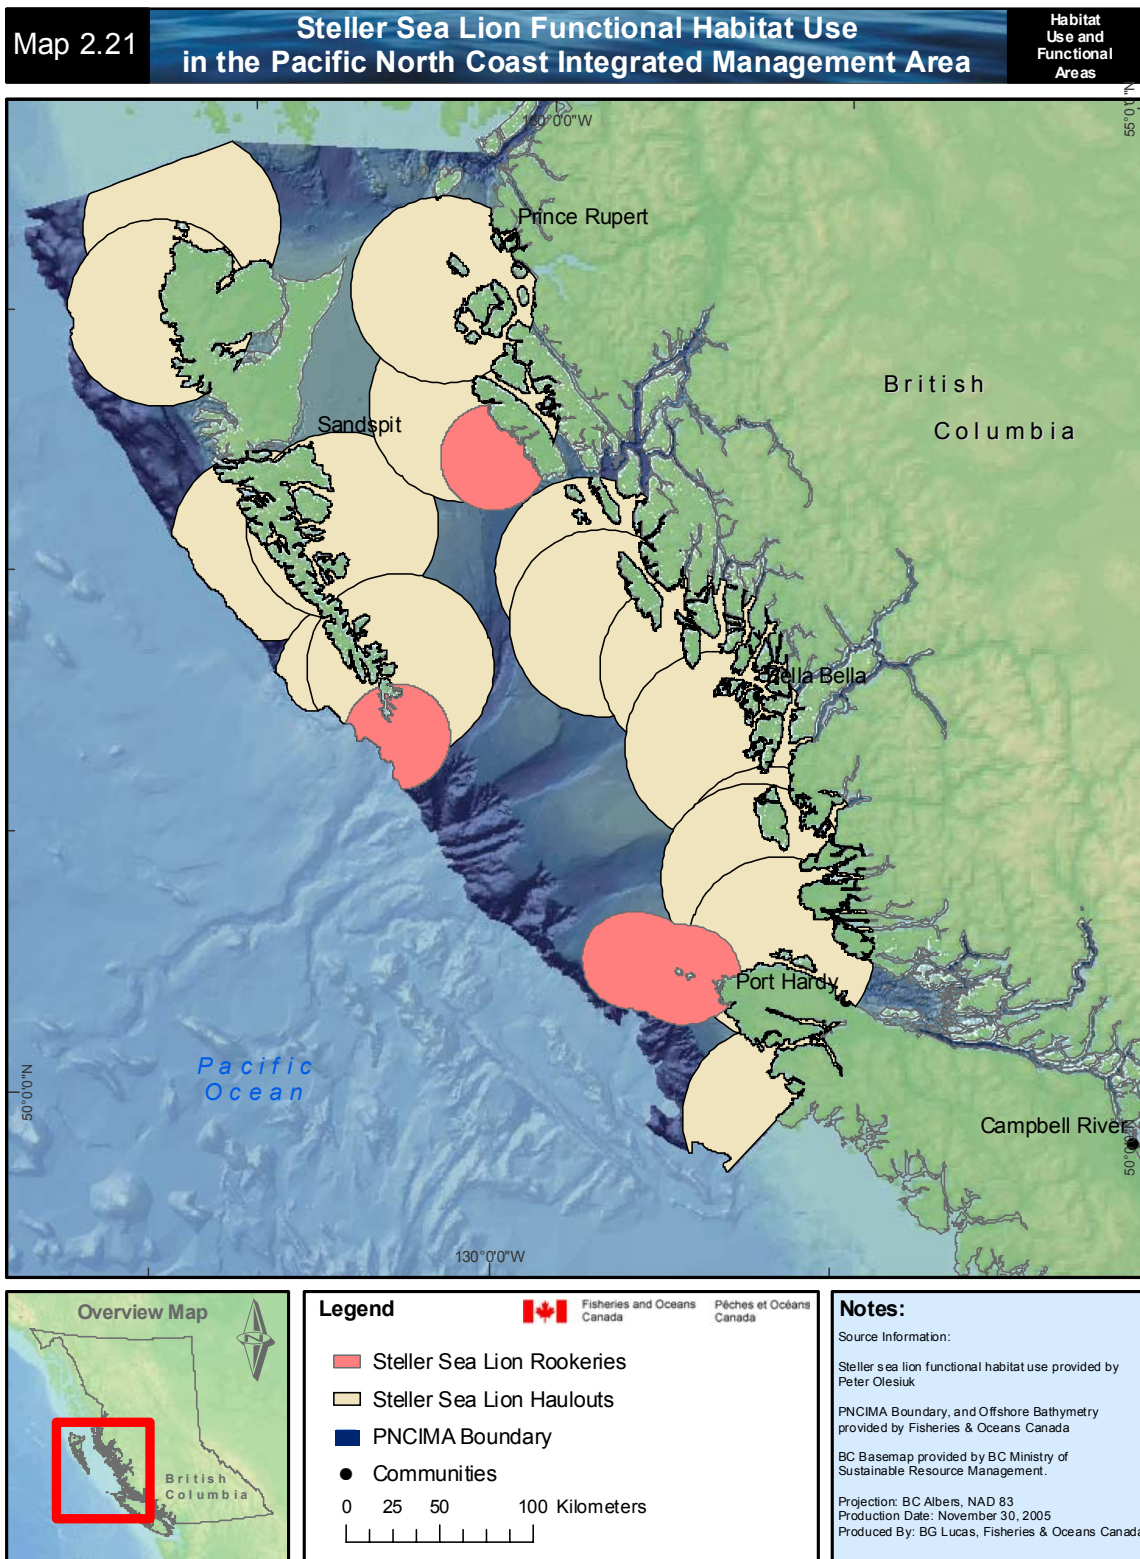 Map 2.21
Steller Sea Lion Functional Habitat Use
in the Pacific North Coast Integrated Management Area
Habitat
Use and
Functional
Areas
55°0'0"N
130°0'0"W
Prince Rupert
British
Columbia
Sandspit
Bella Bella
Port Hardy
Pacific
Ocean
50°0'0"N
Campbell River
50°0'0"N
130°0'0"W
Overview Map
N
British
Columbia
Legend
Fisheries and Oceans
Canada
Pêches et Océans
Canada
Steller Sea Lion Rookeries
Steller Sea Lion Haulouts
PNCIMA Boundary
Communities
0 25 50 100 Kilometers
Notes:
Source Information:
Steller sea lion functional habitat use provided by
Peter Olesiuk
PNCIMA Boundary, and Offshore Bathymetry
provided by Fisheries & Oceans Canada
BC Basemap provided by BC Ministry of
Sustainable Resource Management.
Projection: BC Albers, NAD 83
Production Date: November 30, 2005
Produced By: BG Lucas, Fisheries & Oceans Canada